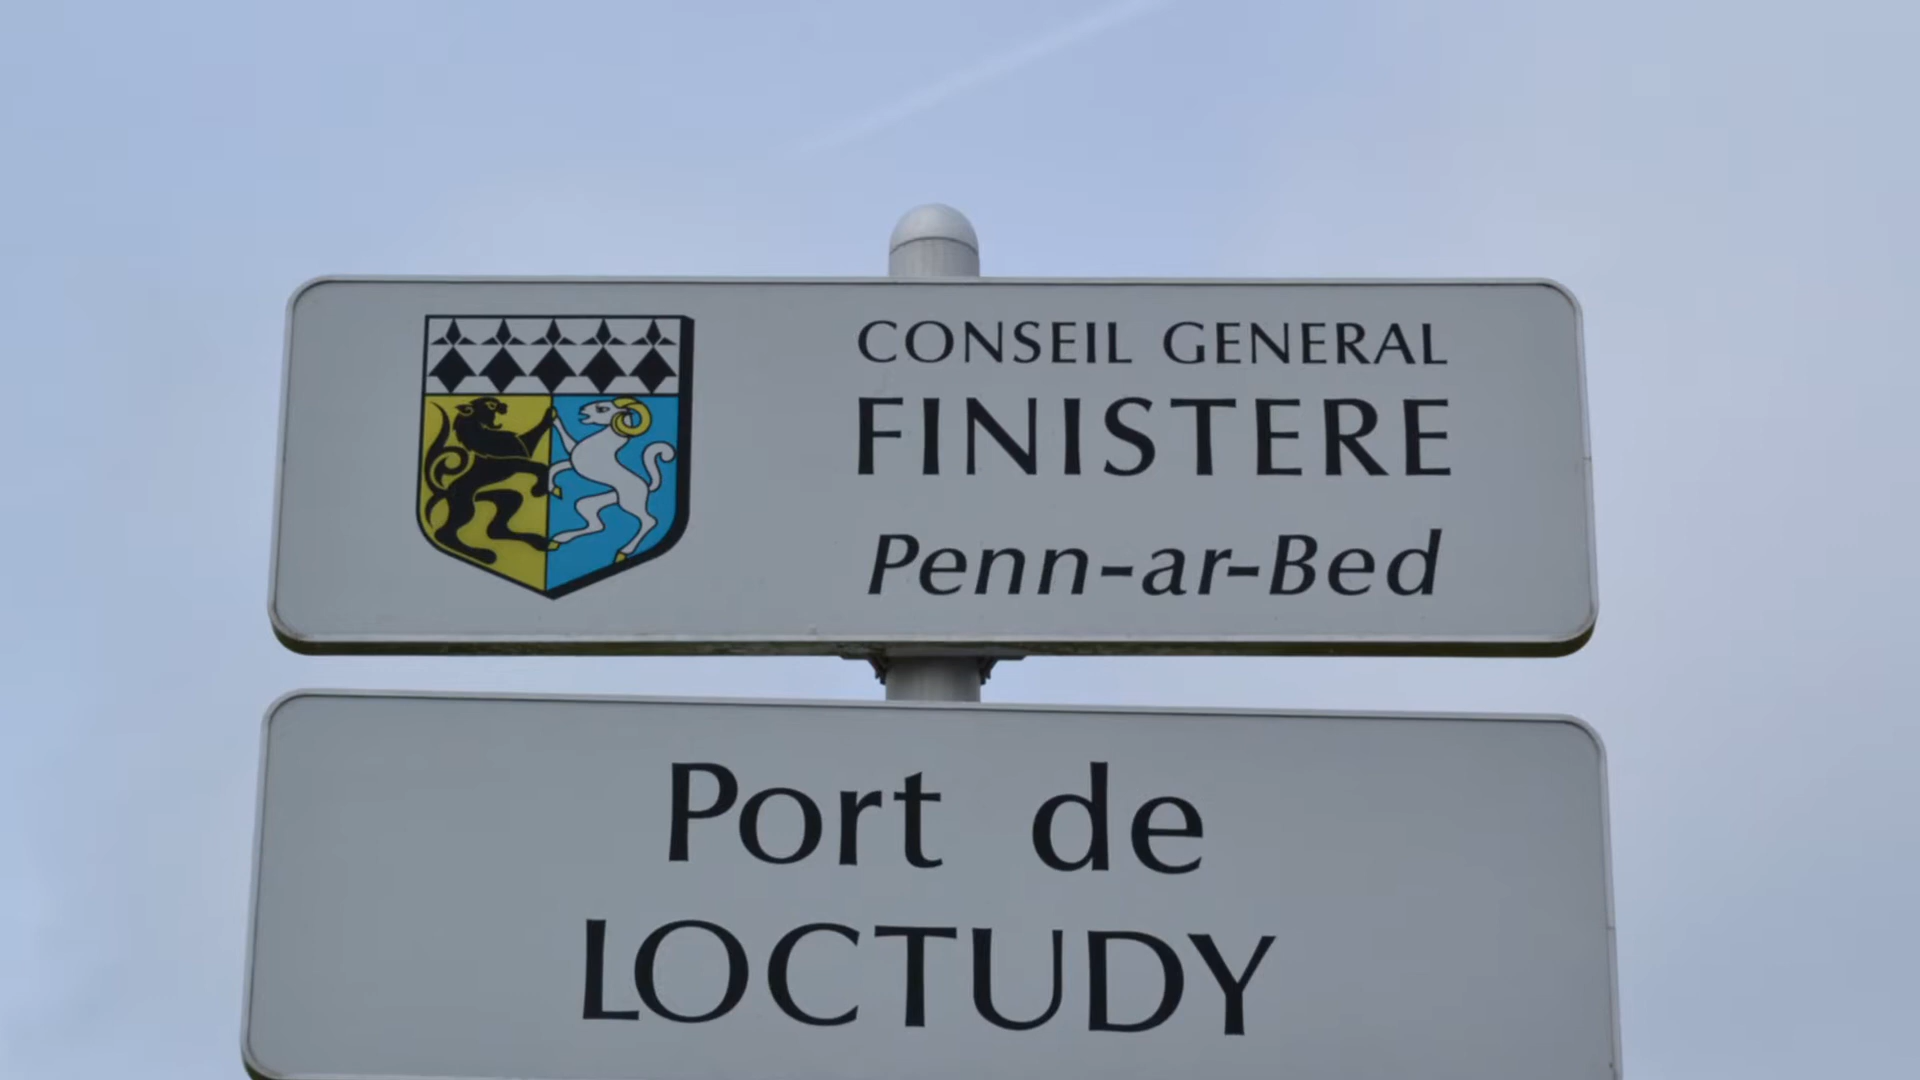 CONSEIL GENERAL
FINISTERE
Penn-ar-Bed
Port de
LOCTUDY